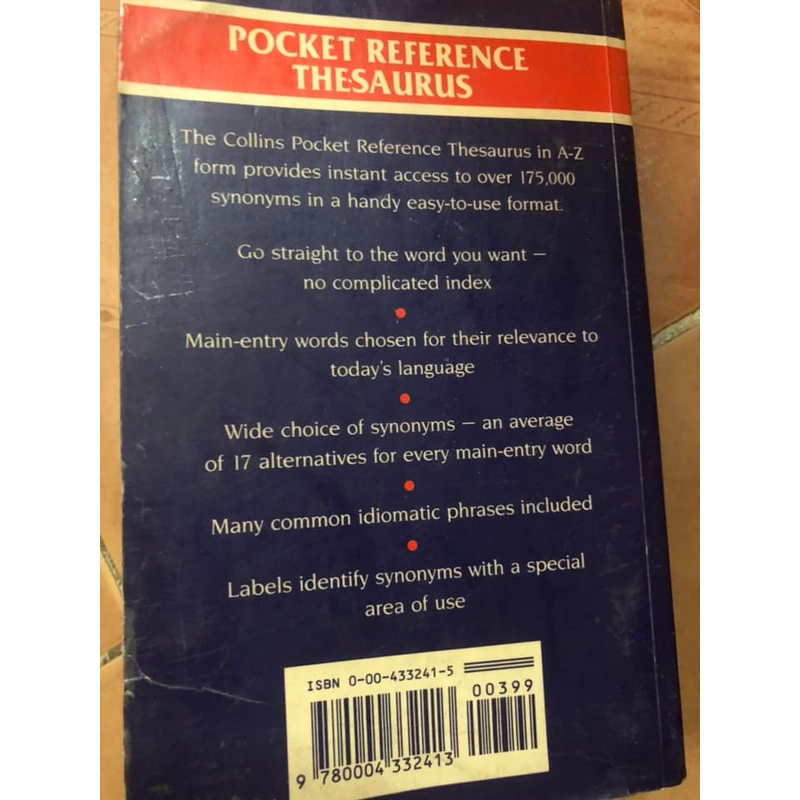 POCKET REFERENCE
THESAURUS
The Collins Pocket Reference Thesaurus in A-Z
form provides instant access to over 175,000
synonyms in a handy easy-to-use format.
Go straight to the word you want –
no complicated index
Main-entry words chosen for their relevance to
today's language
Wide choice of synonyms – an average
of 17 alternatives for every main-entry word
Many common idiomatic phrases included
Labels identify synonyms with a special
area of use
ISBN 0-00-433241-5
00399
9 780004 332413